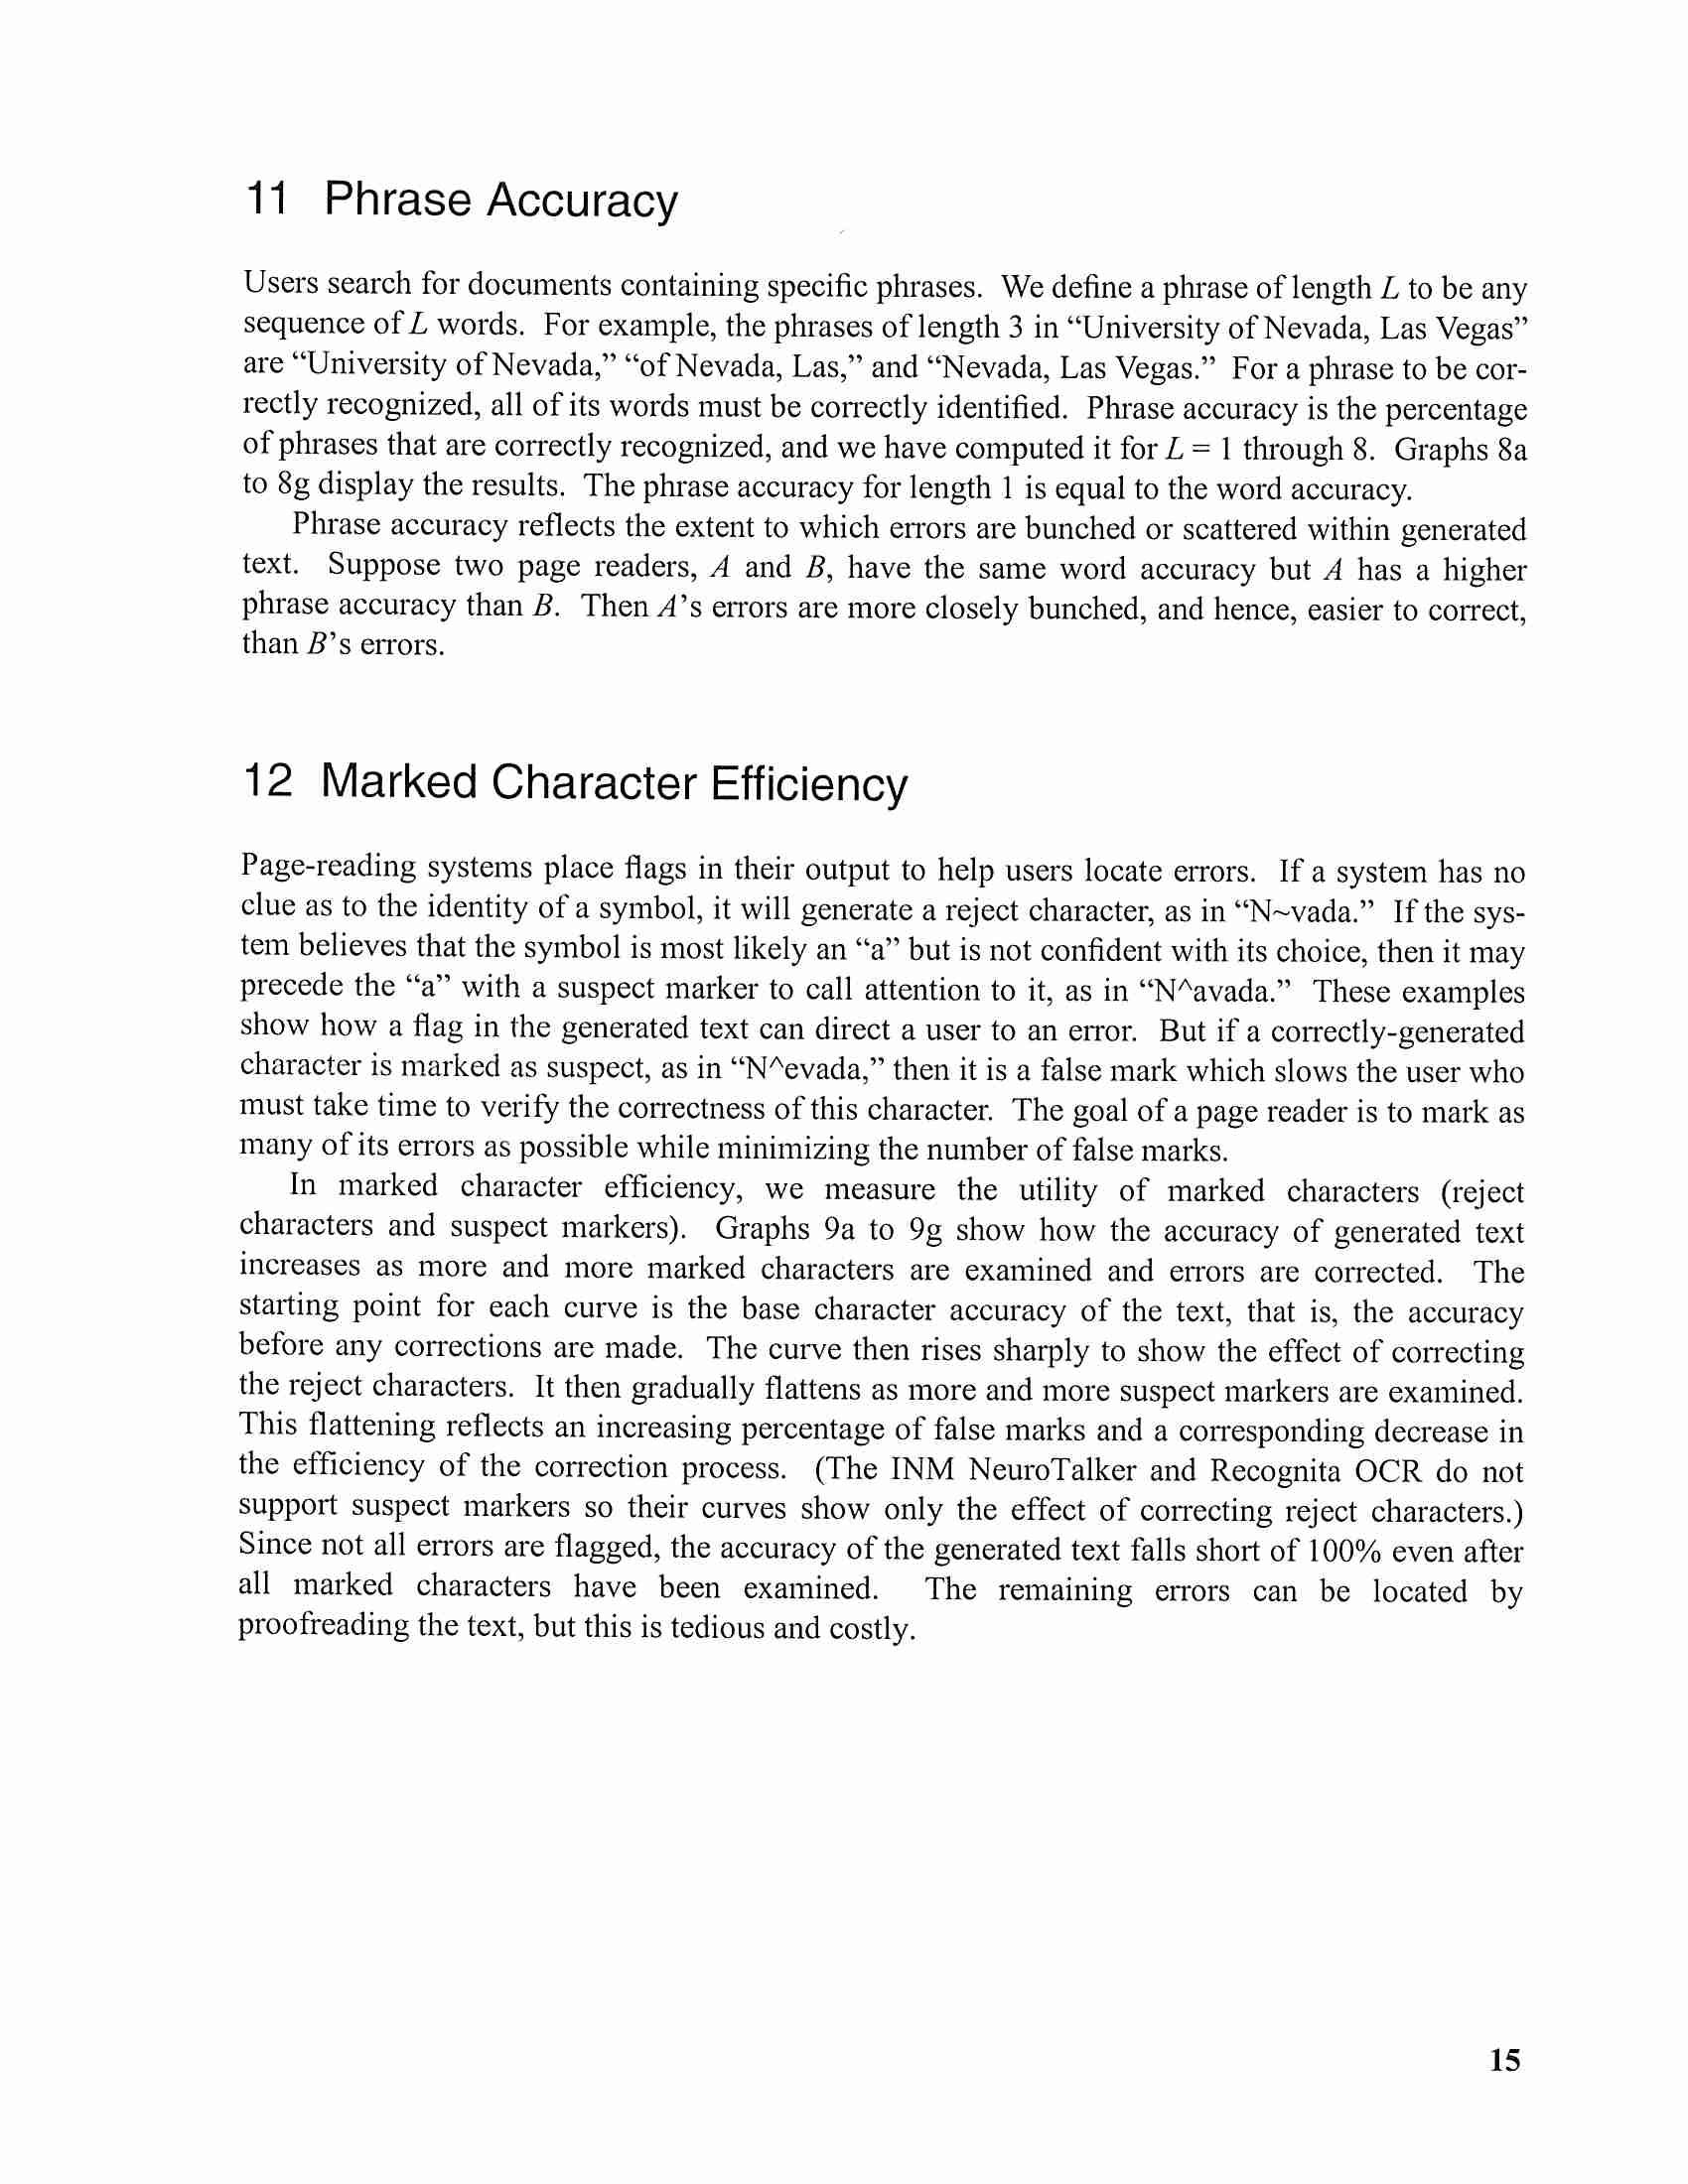 11 Phrase Accuracy
Users search for documents containing specific phrases. We define a phrase of length L to be any
sequence of L words. For example, the phrases of length 3 in “University of Nevada, Las Vegas”
are “University of Nevada,” “of Nevada, Las,” and “Nevada, Las Vegas.” For a phrase to be cor-
rectly recognized, all of its words must be correctly identified. Phrase accuracy is the percentage
of phrases that are correctly recognized, and we have computed it for L = 1 through 8. Graphs 8a
to 8g display the results. The phrase accuracy for length 1 is equal to the word accuracy.
Phrase accuracy reflects the extent to which errors are bunched or scattered within generated
text. Suppose two page readers, A and B, have the same word accuracy but A has a higher
phrase accuracy than B. Then A’s errors are more closely bunched, and hence, easier to correct,
than B’s errors.
12 Marked Character Efficiency
Page-reading systems place flags in their output to help users locate errors. If a system has no
clue as to the identity of a symbol, it will generate a reject character, as in “N~vada.” If the sys-
tem believes that the symbol is most likely an “a” but is not confident with its choice, then it may
precede the “a” with a suspect marker to call attention to it, as in “N^avada.” These examples
show how a flag in the generated text can direct a user to an error. But if a correctly-generated
character is marked as suspect, as in “N^evada,” then it is a false mark which slows the user who
must take time to verify the correctness of this character. The goal of a page reader is to mark as
many of its errors as possible while minimizing the number of false marks.
In marked character efficiency, we measure the utility of marked characters (reject
characters and suspect markers). Graphs 9a to 9g show how the accuracy of generated text
increases as more and more marked characters are examined and errors are corrected. The
starting point for each curve is the base character accuracy of the text, that is, the accuracy
before any corrections are made. The curve then rises sharply to show the effect of correcting
the reject characters. It then gradually flattens as more and more suspect markers are examined.
This flattening reflects an increasing percentage of false marks and a corresponding decrease in
the efficiency of the correction process. (The INM NeuroTalker and Recognita OCR do not
support suspect markers so their curves show only the effect of correcting reject characters.)
Since not all errors are flagged, the accuracy of the generated text falls short of 100% even after
all marked characters have been examined. The remaining errors can be located by
proofreading the text, but this is tedious and costly.
15